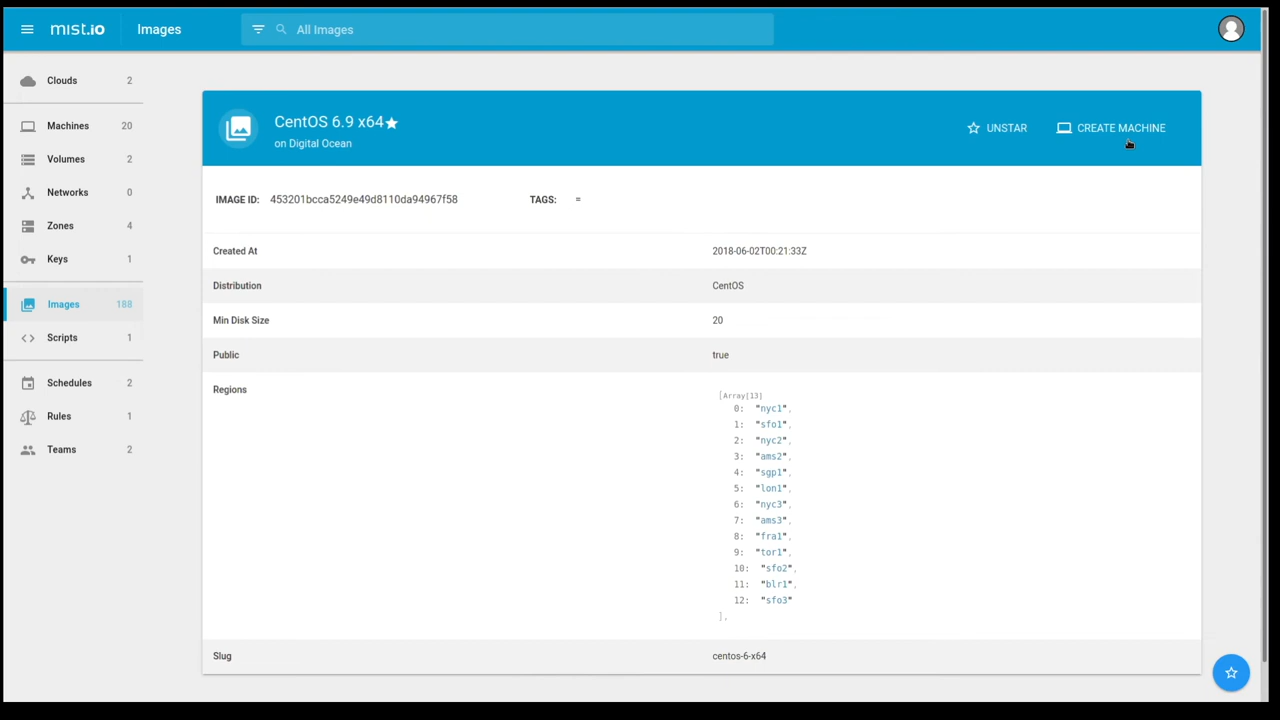 mist.io Images All Images
Clouds 2
Machines 20
Volumes 2
Networks 0
Zones 4
Keys 1
Images 188
Scripts 1
Schedules 2
Rules 1
Teams 2
CentOS 6.9 x64
on Digital Ocean
UNSTAR CREATE MACHINE
IMAGE ID: 453201bcca5249e49d8110da94967f58 TAGS: =
Created At 2018-06-02T00:21:33Z
Distribution CentOS
Min Disk Size 20
Public true
Regions
[Array[13]
0: "nyc1",
1: "sfo1",
2: "nyc2",
3: "ams2",
4: "sgp1",
5: "lon1",
6: "nyc3",
7: "ams3",
8: "fra1",
9: "tor1",
10: "sfo2",
11: "blr1",
12: "sfo3"
],
Slug centos-6-x64